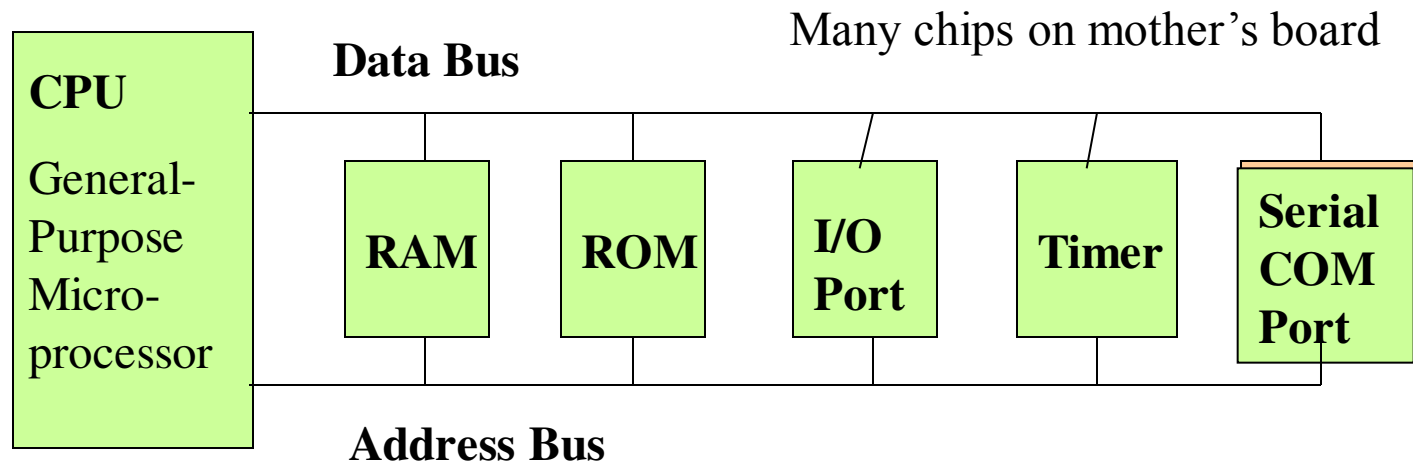 Many chips on mother’s board
Data Bus
CPU
General-
Purpose
Micro-
processor
RAM
ROM
I/O
Port
Timer
Serial
COM
Port
Address Bus